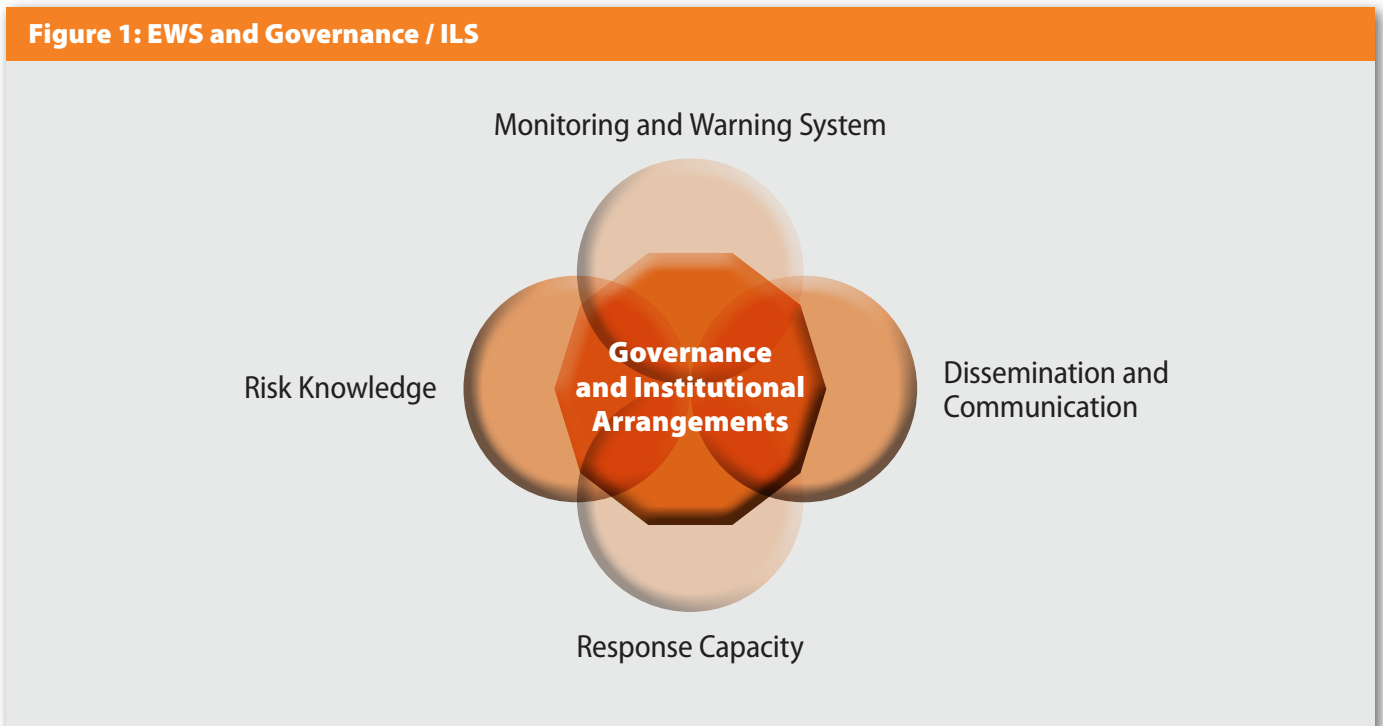 Figure 1: EWS and Governance / ILS
Monitoring and Warning System
Risk Knowledge
Governance
and Institutional
Arrangements
Dissemination and
Communication
Response Capacity